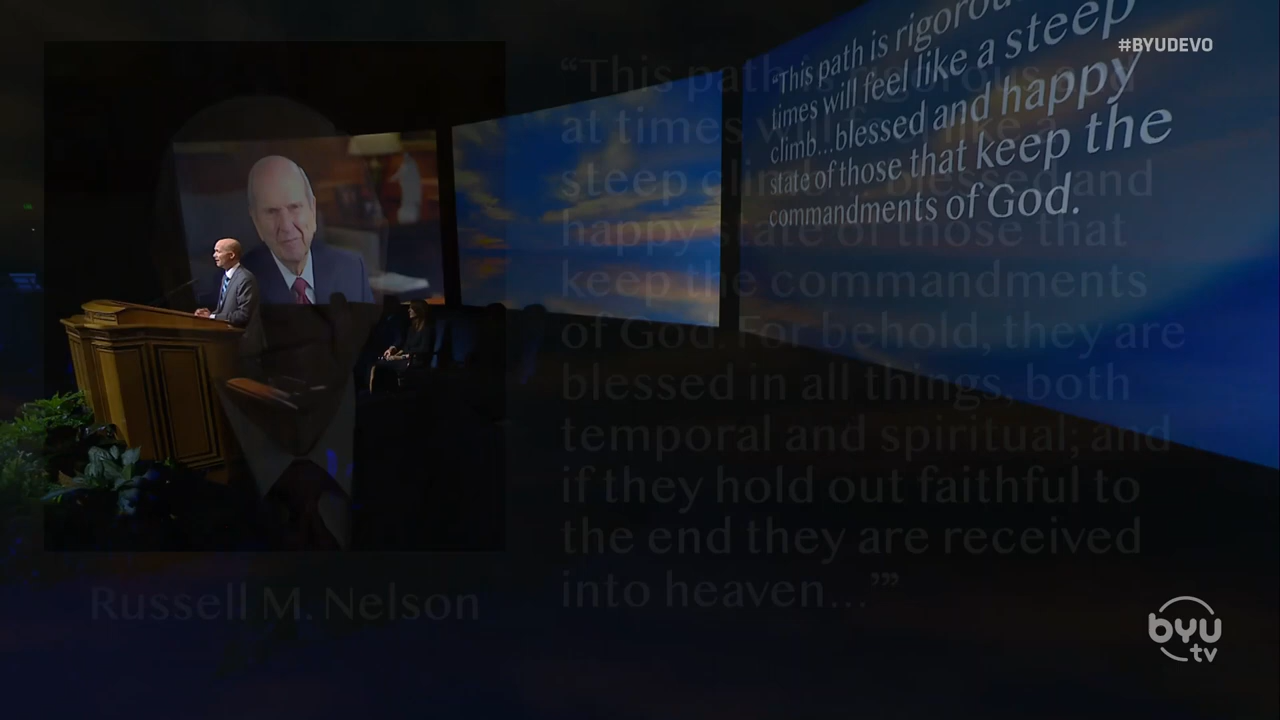 #BYUDEVO
"This path is rigorou
times will feel like a steep
climb...blessed and happy
state of those that keep the
commandments of God.
"This path is rigorous and
at times will feel like a
steep climb... blessed and
happy state of those that
keep the commandments
of God. For behold, they are
blessed in all things, both
temporal and spiritual; and
if they hold out faithful to
the end they are received
into heaven...'"
Russell M. Nelson
byu
tv